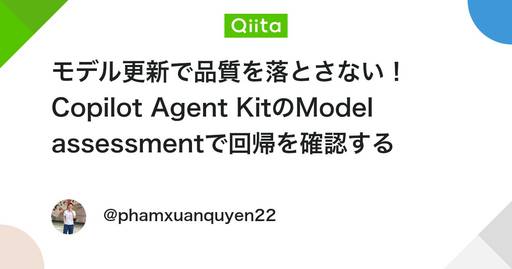 Qiita
モデル更新で品質を落とさない！
Copilot Agent KitのModel
assessmentで回帰を確認する
@phamxuanquyen22